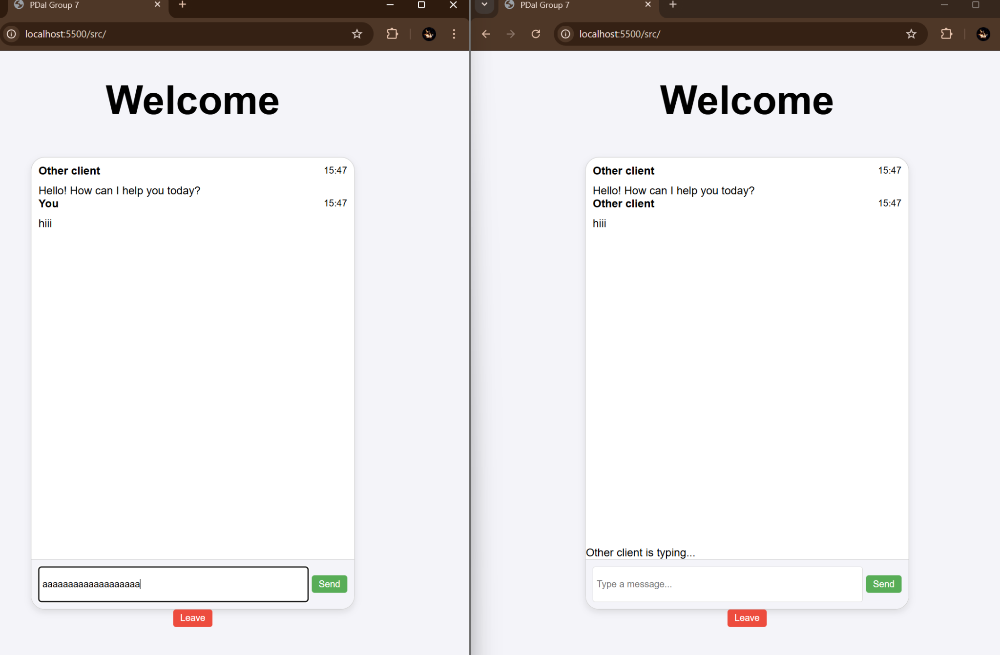 PDal Group 7
localhost:5500/src/
Welcome
Other client 15:47
Hello! How can I help you today?
You 15:47
hiii
aaaaaaaaaaaaaaaaaaa
Send
Leave
PDal Group 7
localhost:5500/src/
Welcome
Other client 15:47
Hello! How can I help you today?
Other client 15:47
hiii
Other client is typing...
Type a message...
Send
Leave